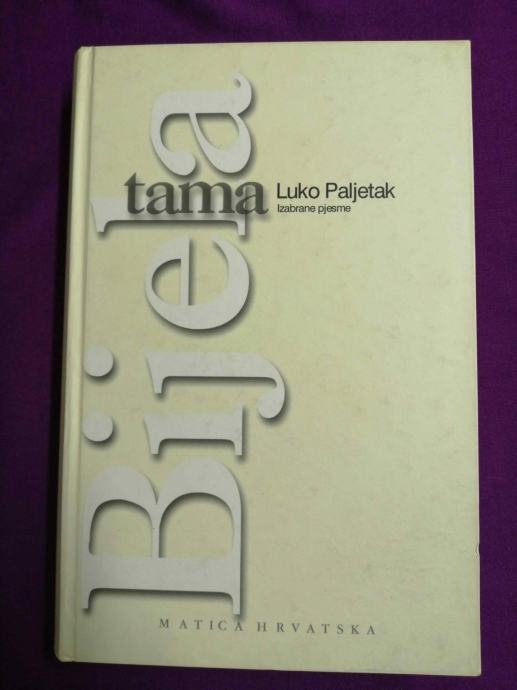 Bijela
tama
Luko Paljetak
Izabrane pjesme
MATICA HRVATSKA